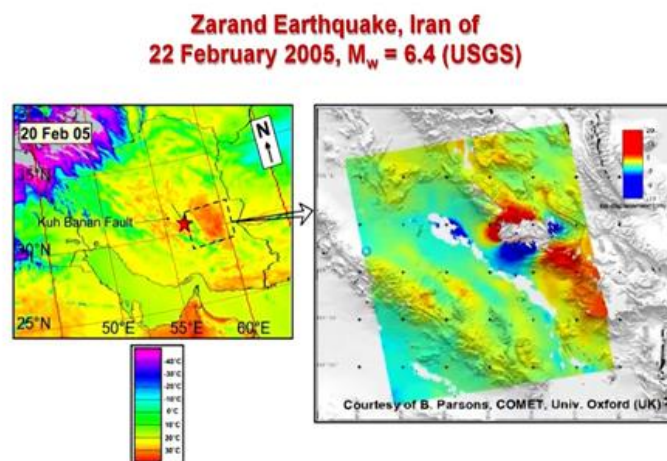 Zarand Earthquake, Iran of
22 February 2005, Mw = 6.4 (USGS)
20 Feb 05
N
35°N
Kuh Banan Fault
30°N
25°N
50°E
55°E
60°E
-40°C
-30°C
-20°C
-10°C
0°C
10°C
20°C
30°C
Courtesy of B. Parsons, COMET, Univ. Oxford (UK)